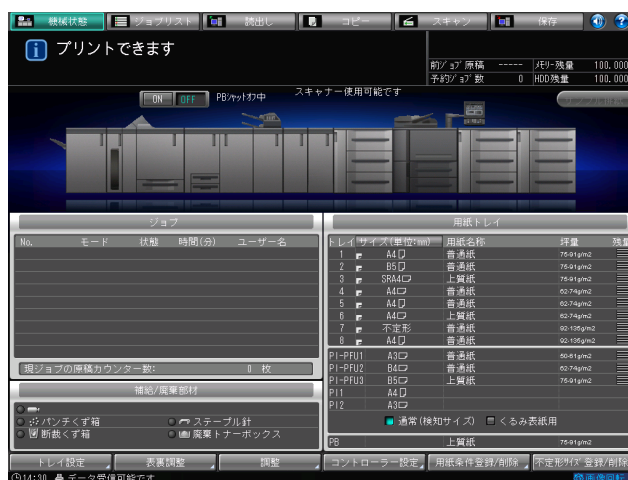 機械状態 ジョブリスト 読出し コピー スキャン 保存
プリントできます
前ジョブ原稿 ----- メモリー残量 100.000
予約ジョブ数 0 HDD残量 100.000
ON OFF PBシャットオフ中 スキャナー使用可能です
ジョブ
No. モード 状態 時間(分) ユーザー名
現ジョブの原稿カウンター数: 0 枚
補給/廃棄部材
パンチくず箱 ステープル針
断裁くず箱 廃棄トナーボックス
用紙トレイ
トレイ サイズ(単位:mm) 用紙名称 坪量 残量
1 A4 普通紙 75-91g/m2
2 B5 普通紙 75-91g/m2
3 SRA4 上質紙 75-91g/m2
4 A4 普通紙 62-74g/m2
5 A4 普通紙 62-74g/m2
6 A4 上質紙 62-74g/m2
7 不定形 普通紙 92-135g/m2
8 A4 普通紙 92-135g/m2
PI-PFU1 A3 普通紙 50-61g/m2
PI-PFU2 B4 普通紙 62-74g/m2
PI-PFU3 B5 上質紙 75-91g/m2
PI1 A4
PI2 A3
通常(検知サイズ) くるみ表紙用
PB 上質紙 75-91g/m2
トレイ設定 表裏調整 調整 コントローラー設定 用紙条件登録/削除 不定形サイズ登録/削除
14:30 データ受信可能です 画像回転